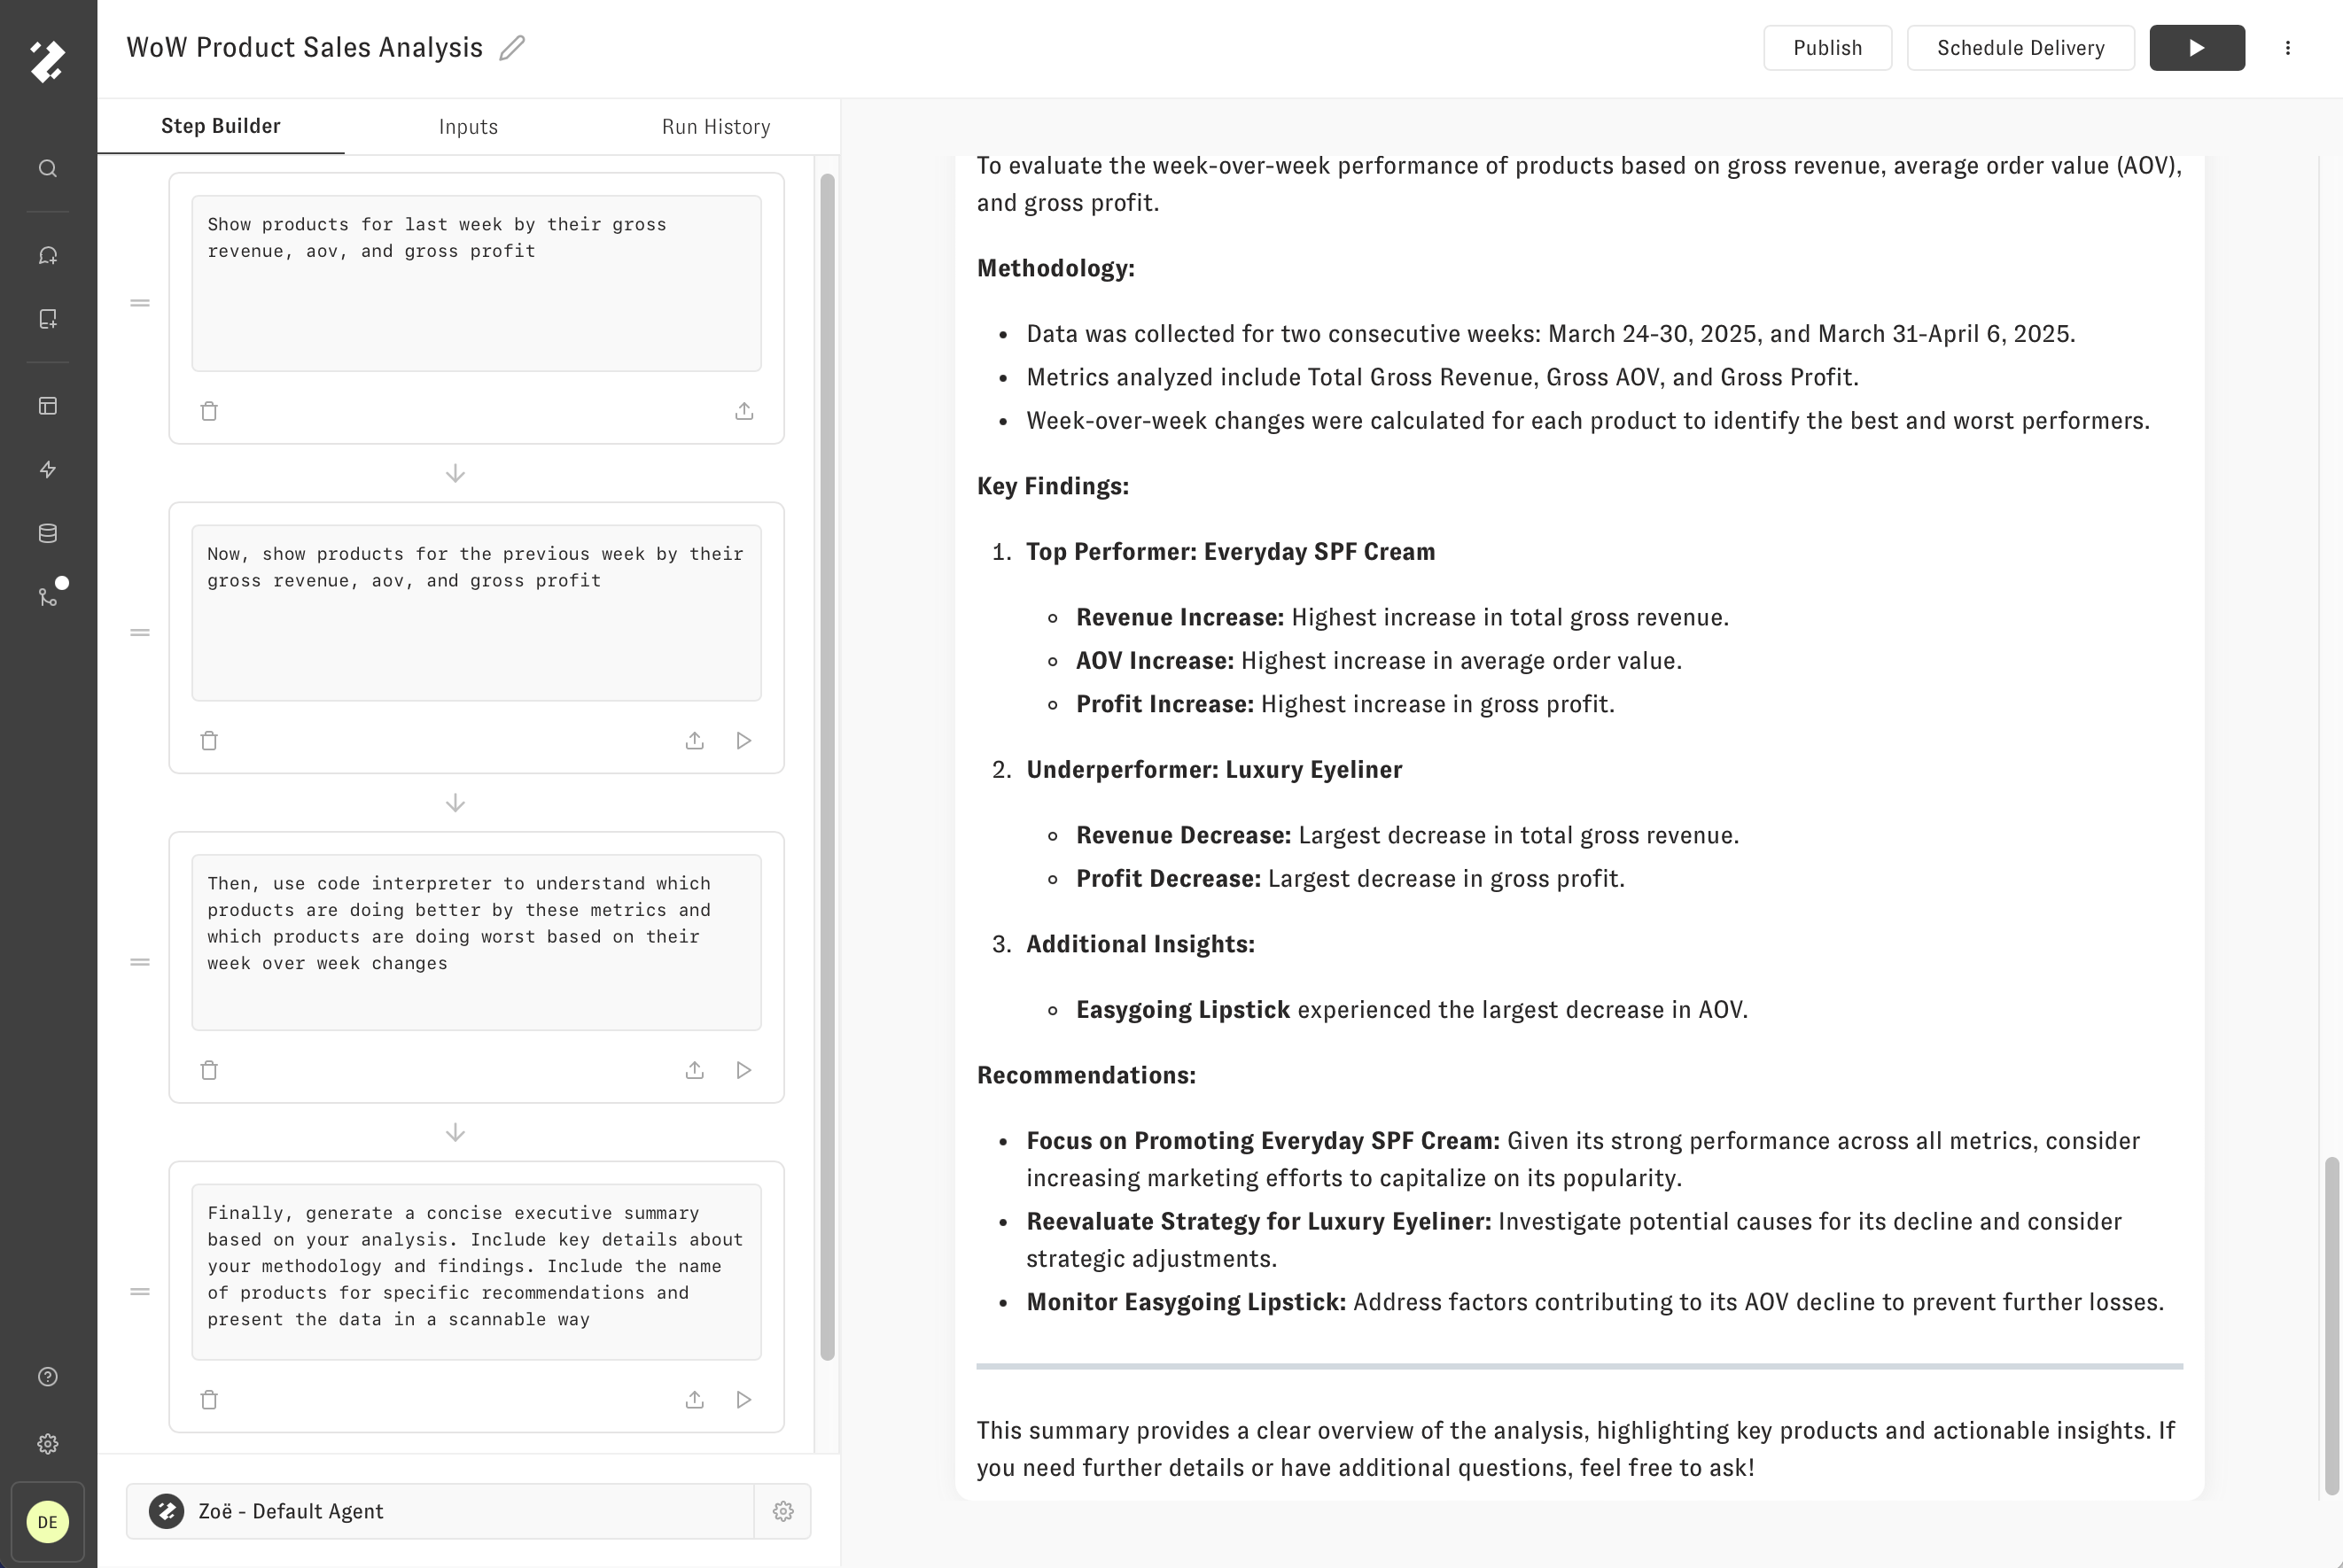 WoW Product Sales Analysis
Publish
Schedule Delivery
Step Builder
Inputs
Run History
Show products for last week by their gross
revenue, aov, and gross profit
Now, show products for the previous week by their
gross revenue, aov, and gross profit
Then, use code interpreter to understand which
products are doing better by these metrics and
which products are doing worst based on their
week over week changes
Finally, generate a concise executive summary
based on your analysis. Include key details about
your methodology and findings. Include the name
of products for specific recommendations and
present the data in a scannable way
Zoë - Default Agent
DE
To evaluate the week-over-week performance of products based on gross revenue, average order value (AOV),
and gross profit.
Methodology:
• Data was collected for two consecutive weeks: March 24-30, 2025, and March 31-April 6, 2025.
• Metrics analyzed include Total Gross Revenue, Gross AOV, and Gross Profit.
• Week-over-week changes were calculated for each product to identify the best and worst performers.
Key Findings:
1. Top Performer: Everyday SPF Cream
◦ Revenue Increase: Highest increase in total gross revenue.
◦ AOV Increase: Highest increase in average order value.
◦ Profit Increase: Highest increase in gross profit.
2. Underperformer: Luxury Eyeliner
◦ Revenue Decrease: Largest decrease in total gross revenue.
◦ Profit Decrease: Largest decrease in gross profit.
3. Additional Insights:
◦ Easygoing Lipstick experienced the largest decrease in AOV.
Recommendations:
• Focus on Promoting Everyday SPF Cream: Given its strong performance across all metrics, consider
increasing marketing efforts to capitalize on its popularity.
• Reevaluate Strategy for Luxury Eyeliner: Investigate potential causes for its decline and consider
strategic adjustments.
• Monitor Easygoing Lipstick: Address factors contributing to its AOV decline to prevent further losses.
This summary provides a clear overview of the analysis, highlighting key products and actionable insights. If
you need further details or have additional questions, feel free to ask!